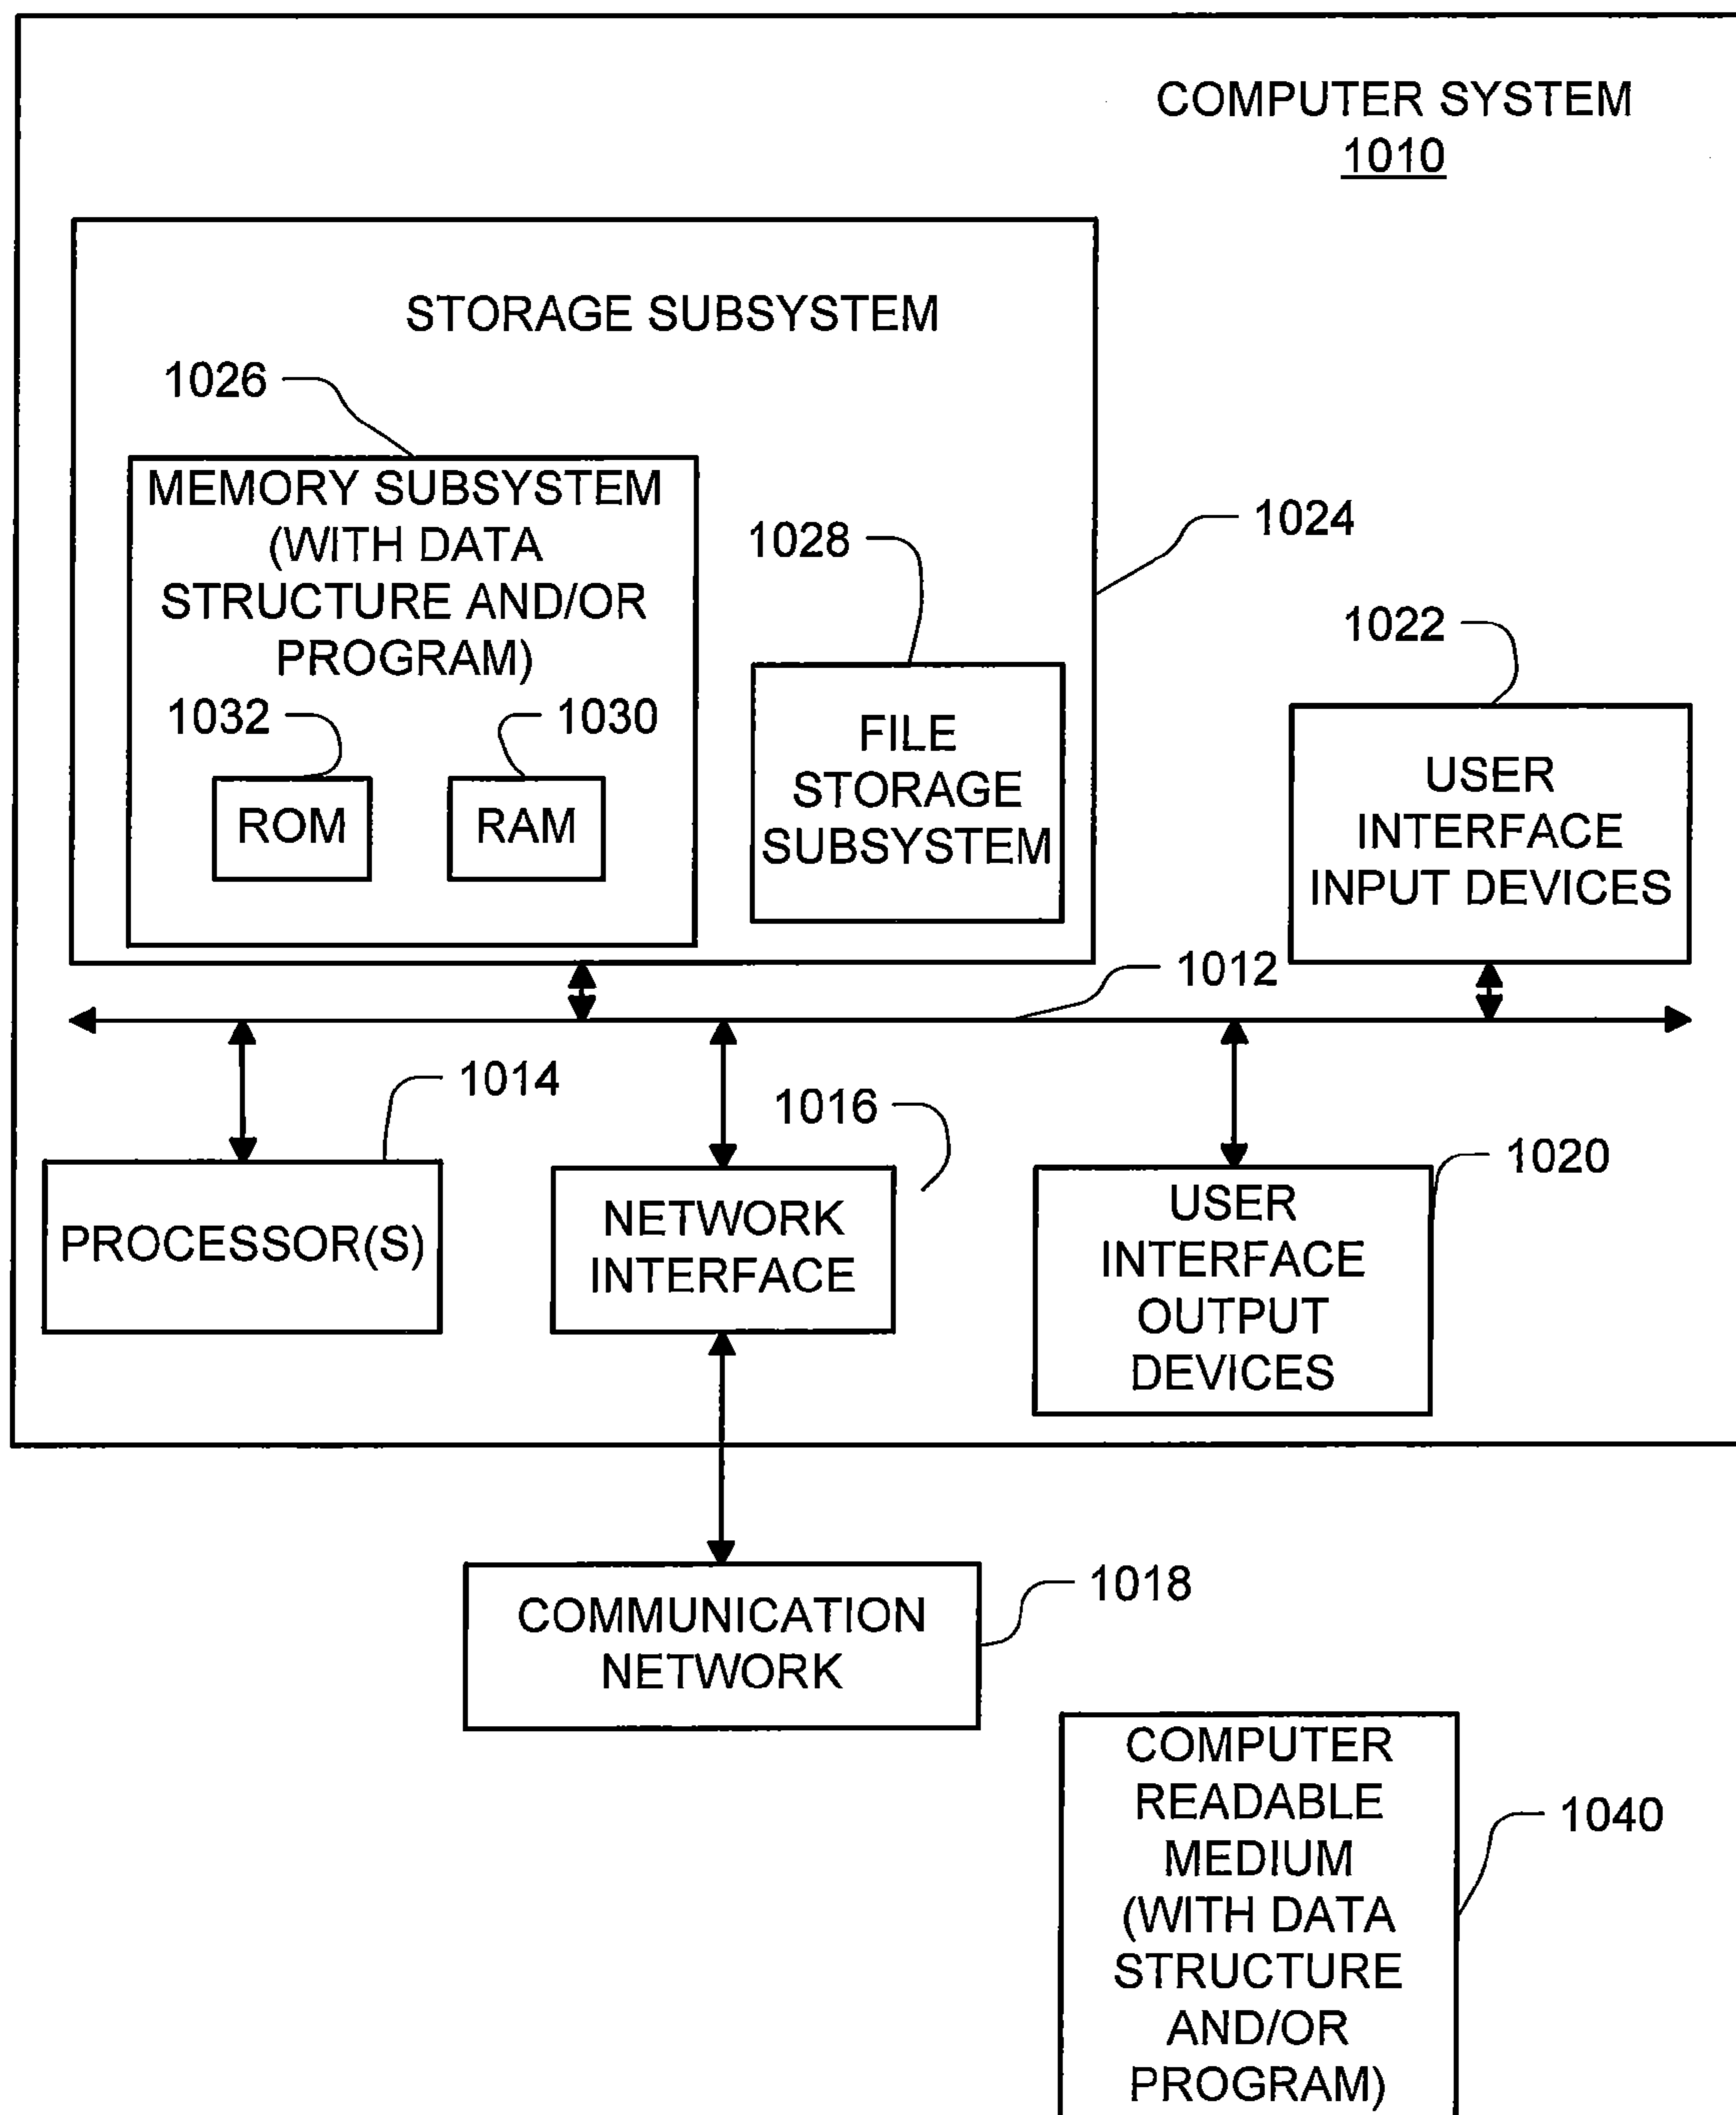 COMPUTER SYSTEM
1010
STORAGE SUBSYSTEM
1026
MEMORY SUBSYSTEM
(WITH DATA
STRUCTURE AND/OR
PROGRAM)
1032
1030
ROM
RAM
1028
FILE
STORAGE
SUBSYSTEM
1024
1022
USER
INTERFACE
INPUT DEVICES
1012
1014
PROCESSOR(S)
1016
NETWORK
INTERFACE
1020
USER
INTERFACE
OUTPUT
DEVICES
COMMUNICATION
NETWORK
1018
COMPUTER
READABLE
MEDIUM
(WITH DATA
STRUCTURE
AND/OR
PROGRAM)
1040